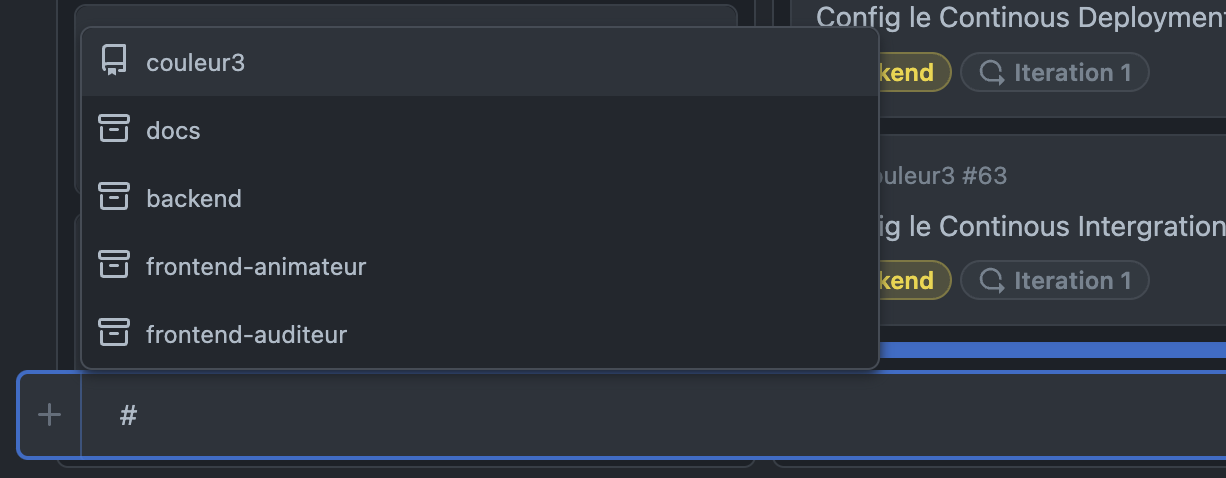 Config le Continous Deployment
couleur3
kend
Iteration 1
docs
uleur3 #63
backend
ig le Continous Intergration
frontend-animateur
kend
Iteration 1
frontend-auditeur
#